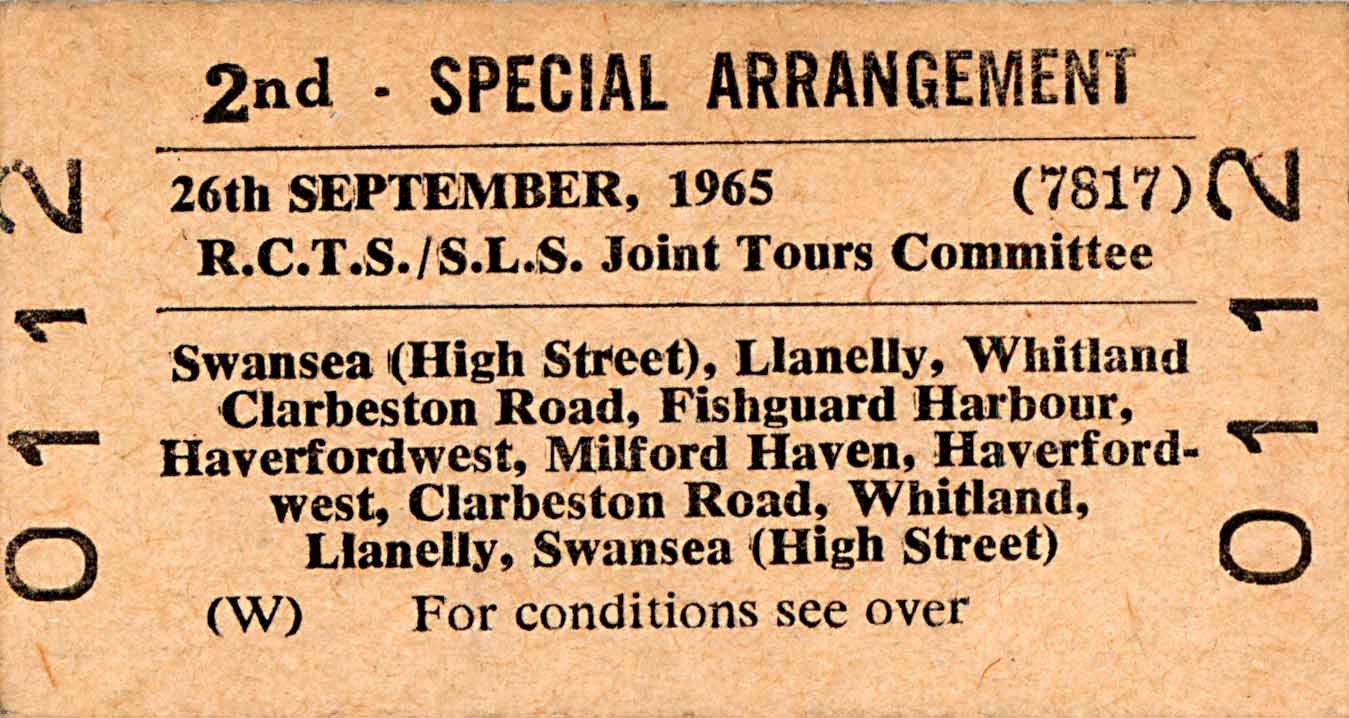 2nd - SPECIAL ARRANGEMENT
26th SEPTEMBER, 1965 (7817)
R.C.T.S./S.L.S. Joint Tours Committee
Swansea (High Street), Llanelly, Whitland
Clarbeston Road, Fishguard Harbour,
Haverfordwest, Milford Haven, Haverford-
west, Clarbeston Road, Whitland,
Llanelly, Swansea (High Street)
(W) For conditions see over
0112
0112